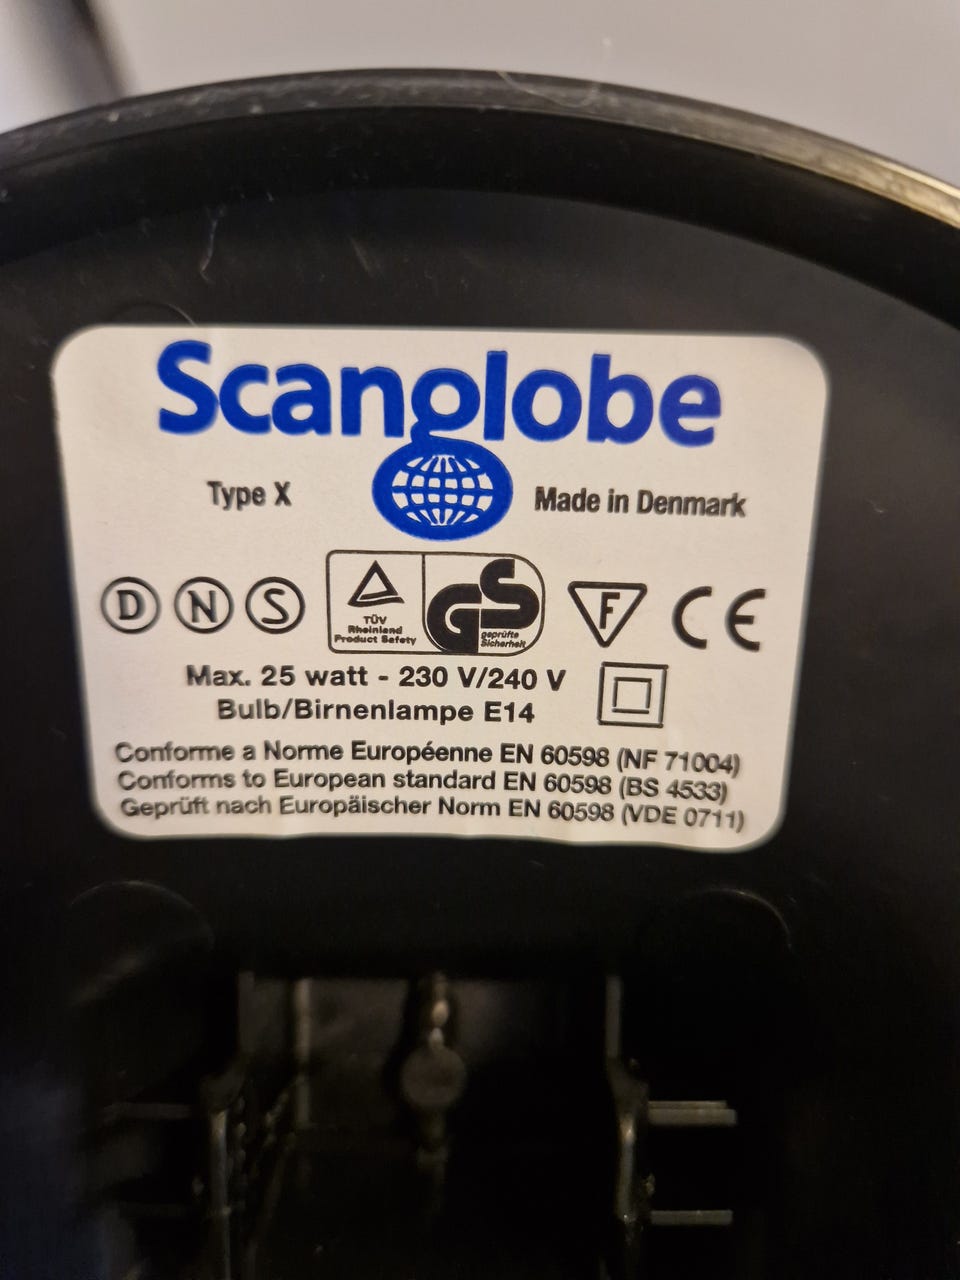 Scanglobe
Type X
Made in Denmark
D N S
TÜV
Rheinland
Product Safety
GS
geprüfte
Sicherheit
F
CE
Max. 25 watt - 230 V/240 V
Bulb/Birnenlampe E14
Conforme a Norme Européenne EN 60598 (NF 71004)
Conforms to European standard EN 60598 (BS 4533)
Geprüft nach Europäischer Norm EN 60598 (VDE 0711)